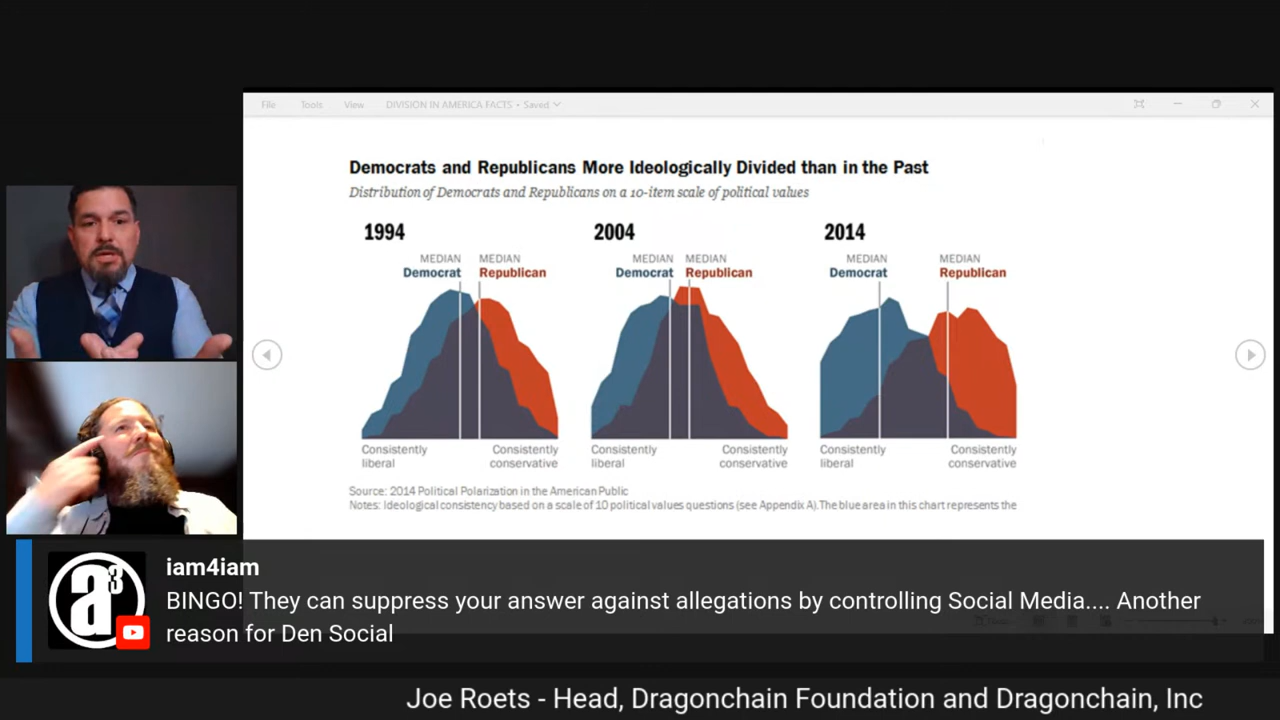 File Tools View DIVISION IN AMERICA FACTS • Saved
Democrats and Republicans More Ideologically Divided than in the Past
Distribution of Democrats and Republicans on a 10-item scale of political values
1994 2004 2014
MEDIAN MEDIAN MEDIAN MEDIAN MEDIAN MEDIAN
Democrat Republican Democrat Republican Democrat Republican
Consistently Consistently Consistently Consistently Consistently Consistently
liberal conservative liberal conservative liberal conservative
Source: 2014 Political Polarization in the American Public
Notes: Ideological consistency based on a scale of 10 political values questions (see Appendix A). The blue area in this chart represents the
a3
iam4iam
BINGO! They can suppress your answer against allegations by controlling Social Media.... Another
reason for Den Social
Joe Roets - Head, Dragonchain Foundation and Dragonchain, Inc